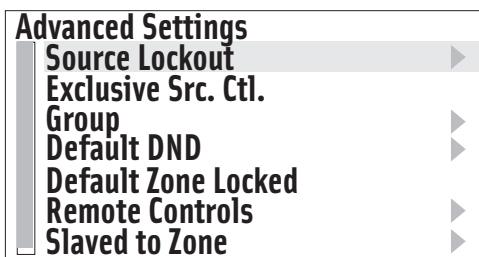 Advanced Settings
Source Lockout
Exclusive Src. Ctl.
Group
Default DND
Default Zone Locked
Remote Controls
Slaved to Zone